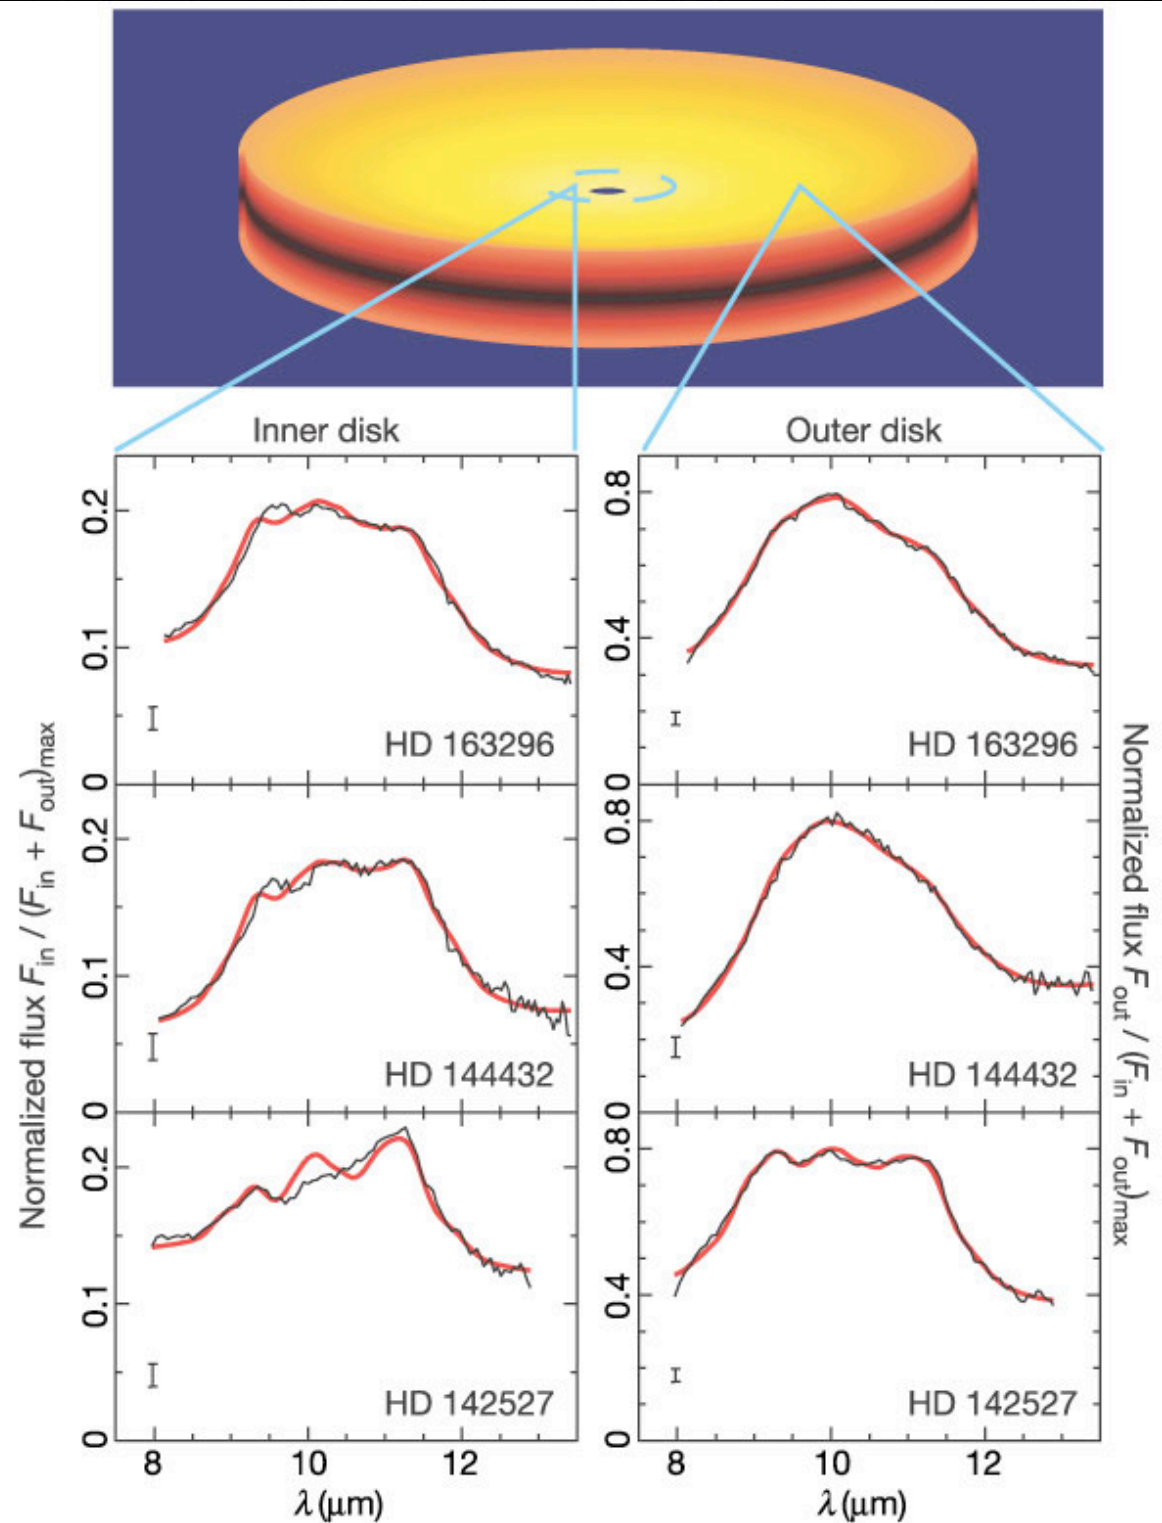 Inner disk
Outer disk
0.2
0.1
0
HD 163296
0.8
0.4
0
HD 163296
0.2
0.1
0
HD 144432
0.8
0.4
0
HD 144432
0.2
0.1
0
HD 142527
0.8
0.4
0
HD 142527
8 10 12
λ (μm)
8 10 12
λ (μm)
Normalized flux F_in / (F_in + F_out)_max
Normalized flux F_out / (F_in + F_out)_max